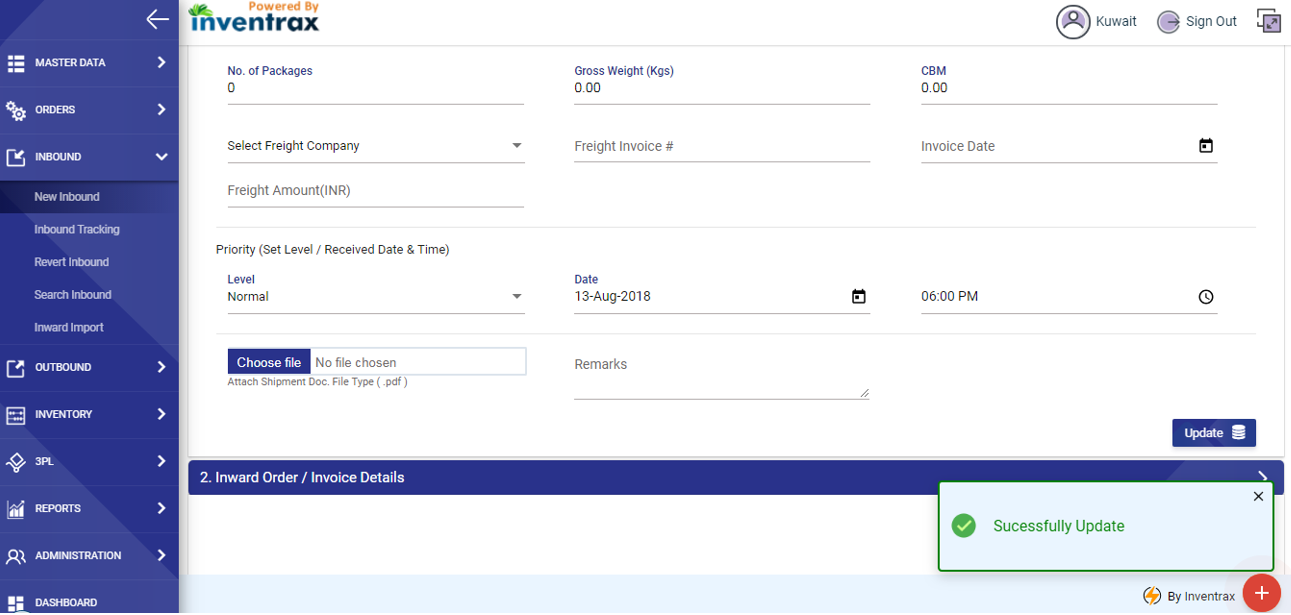 Powered By
inventrax
Kuwait
Sign Out
MASTER DATA
ORDERS
INBOUND
New Inbound
Inbound Tracking
Revert Inbound
Search Inbound
Inward Import
OUTBOUND
INVENTORY
3PL
REPORTS
ADMINISTRATION
DASHBOARD
No. of Packages Gross Weight (Kgs) CBM
0 0.00 0.00
Select Freight Company Freight Invoice # Invoice Date
Freight Amount(INR)
Priority (Set Level / Received Date & Time)
Level Date
Normal 13-Aug-2018 06:00 PM
Choose file No file chosen Remarks
Attach Shipment Doc. File Type ( .pdf )
Update
2. Inward Order / Invoice Details
Sucessfully Update
By Inventrax